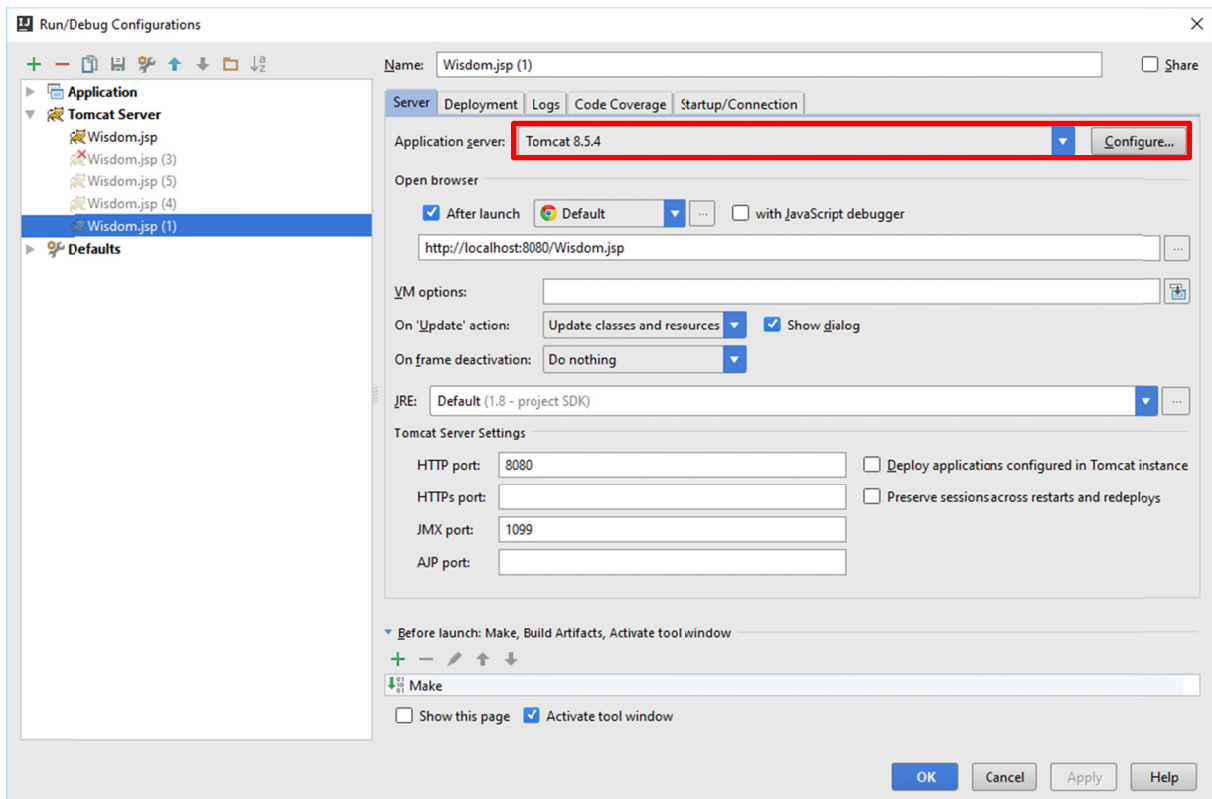 Run/Debug Configurations
Name: Wisdom.jsp (1) Share
Application
Tomcat Server
Wisdom.jsp
Wisdom.jsp (3)
Wisdom.jsp (5)
Wisdom.jsp (4)
Wisdom.jsp (1)
Defaults
Server Deployment Logs Code Coverage Startup/Connection
Application server: Tomcat 8.5.4 Configure...
Open browser
After launch Default ... with JavaScript debugger
http://localhost:8080/Wisdom.jsp ...
VM options:
On 'Update' action: Update classes and resources Show dialog
On frame deactivation: Do nothing
JRE: Default (1.8 - project SDK) ...
Tomcat Server Settings
HTTP port: 8080 Deploy applications configured in Tomcat instance
HTTPs port: Preserve sessions across restarts and redeploys
JMX port: 1099
AJP port:
Before launch: Make, Build Artifacts, Activate tool window
Make
Show this page Activate tool window
OK Cancel Apply Help